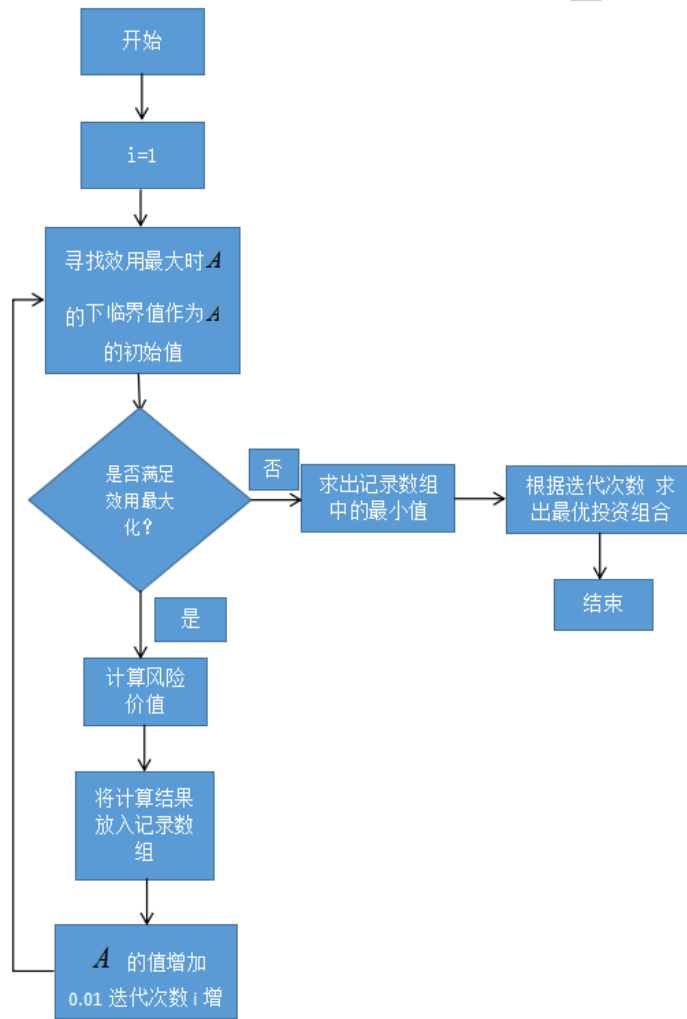 开始
i=1
寻找效用最大时A
的下临界值作为A
的初始值
是否满足
效用最大
化？
否
求出记录数组
中的最小值
根据迭代次数 求
出最优投资组合
结束
是
计算风险
价值
将计算结果
放入记录数
组
A 的值增加
0.01 迭代次数 i 增